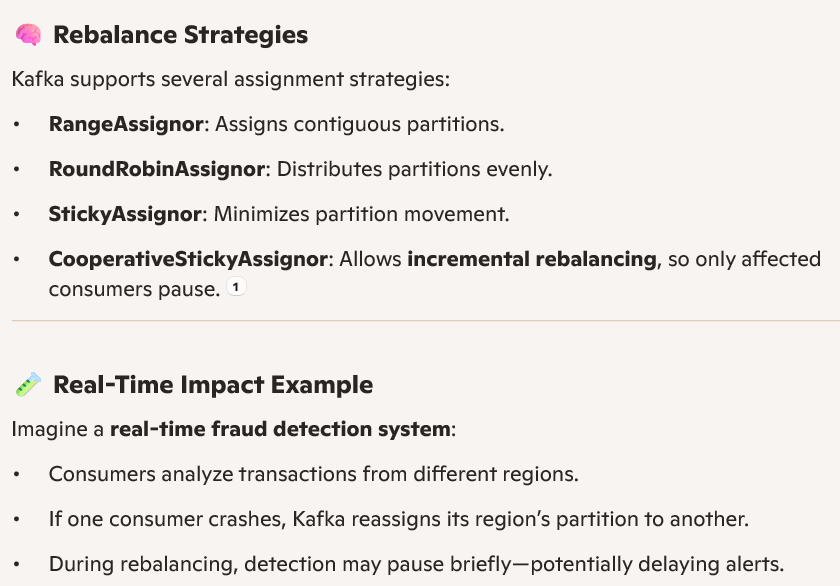 🧠 Rebalance Strategies
Kafka supports several assignment strategies:
• RangeAssignor: Assigns contiguous partitions.
• RoundRobinAssignor: Distributes partitions evenly.
• StickyAssignor: Minimizes partition movement.
• CooperativeStickyAssignor: Allows incremental rebalancing, so only affected
consumers pause. 1
🧪 Real-Time Impact Example
Imagine a real-time fraud detection system:
• Consumers analyze transactions from different regions.
• If one consumer crashes, Kafka reassigns its region’s partition to another.
• During rebalancing, detection may pause briefly—potentially delaying alerts.